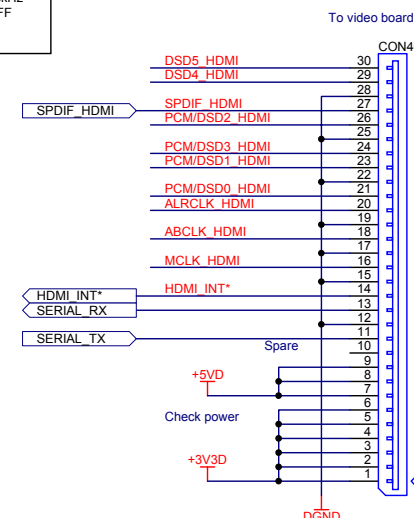 FF
To video board
CON4
DSD5_HDMI 30
DSD4_HDMI 29
28
SPDIF_HDMI SPDIF_HDMI 27
PCM/DSD2_HDMI 26
25
PCM/DSD3_HDMI 24
PCM/DSD1_HDMI 23
22
PCM/DSD0_HDMI 21
ALRCLK_HDMI 20
19
ABCLK_HDMI 18
17
MCLK_HDMI 16
15
HDMI_INT* HDMI_INT* 14
SERIAL_RX 13
12
SERIAL_TX 11
Spare 10
9
+5VD 8
7
6
Check power 5
4
3
+3V3D 2
1
DGND